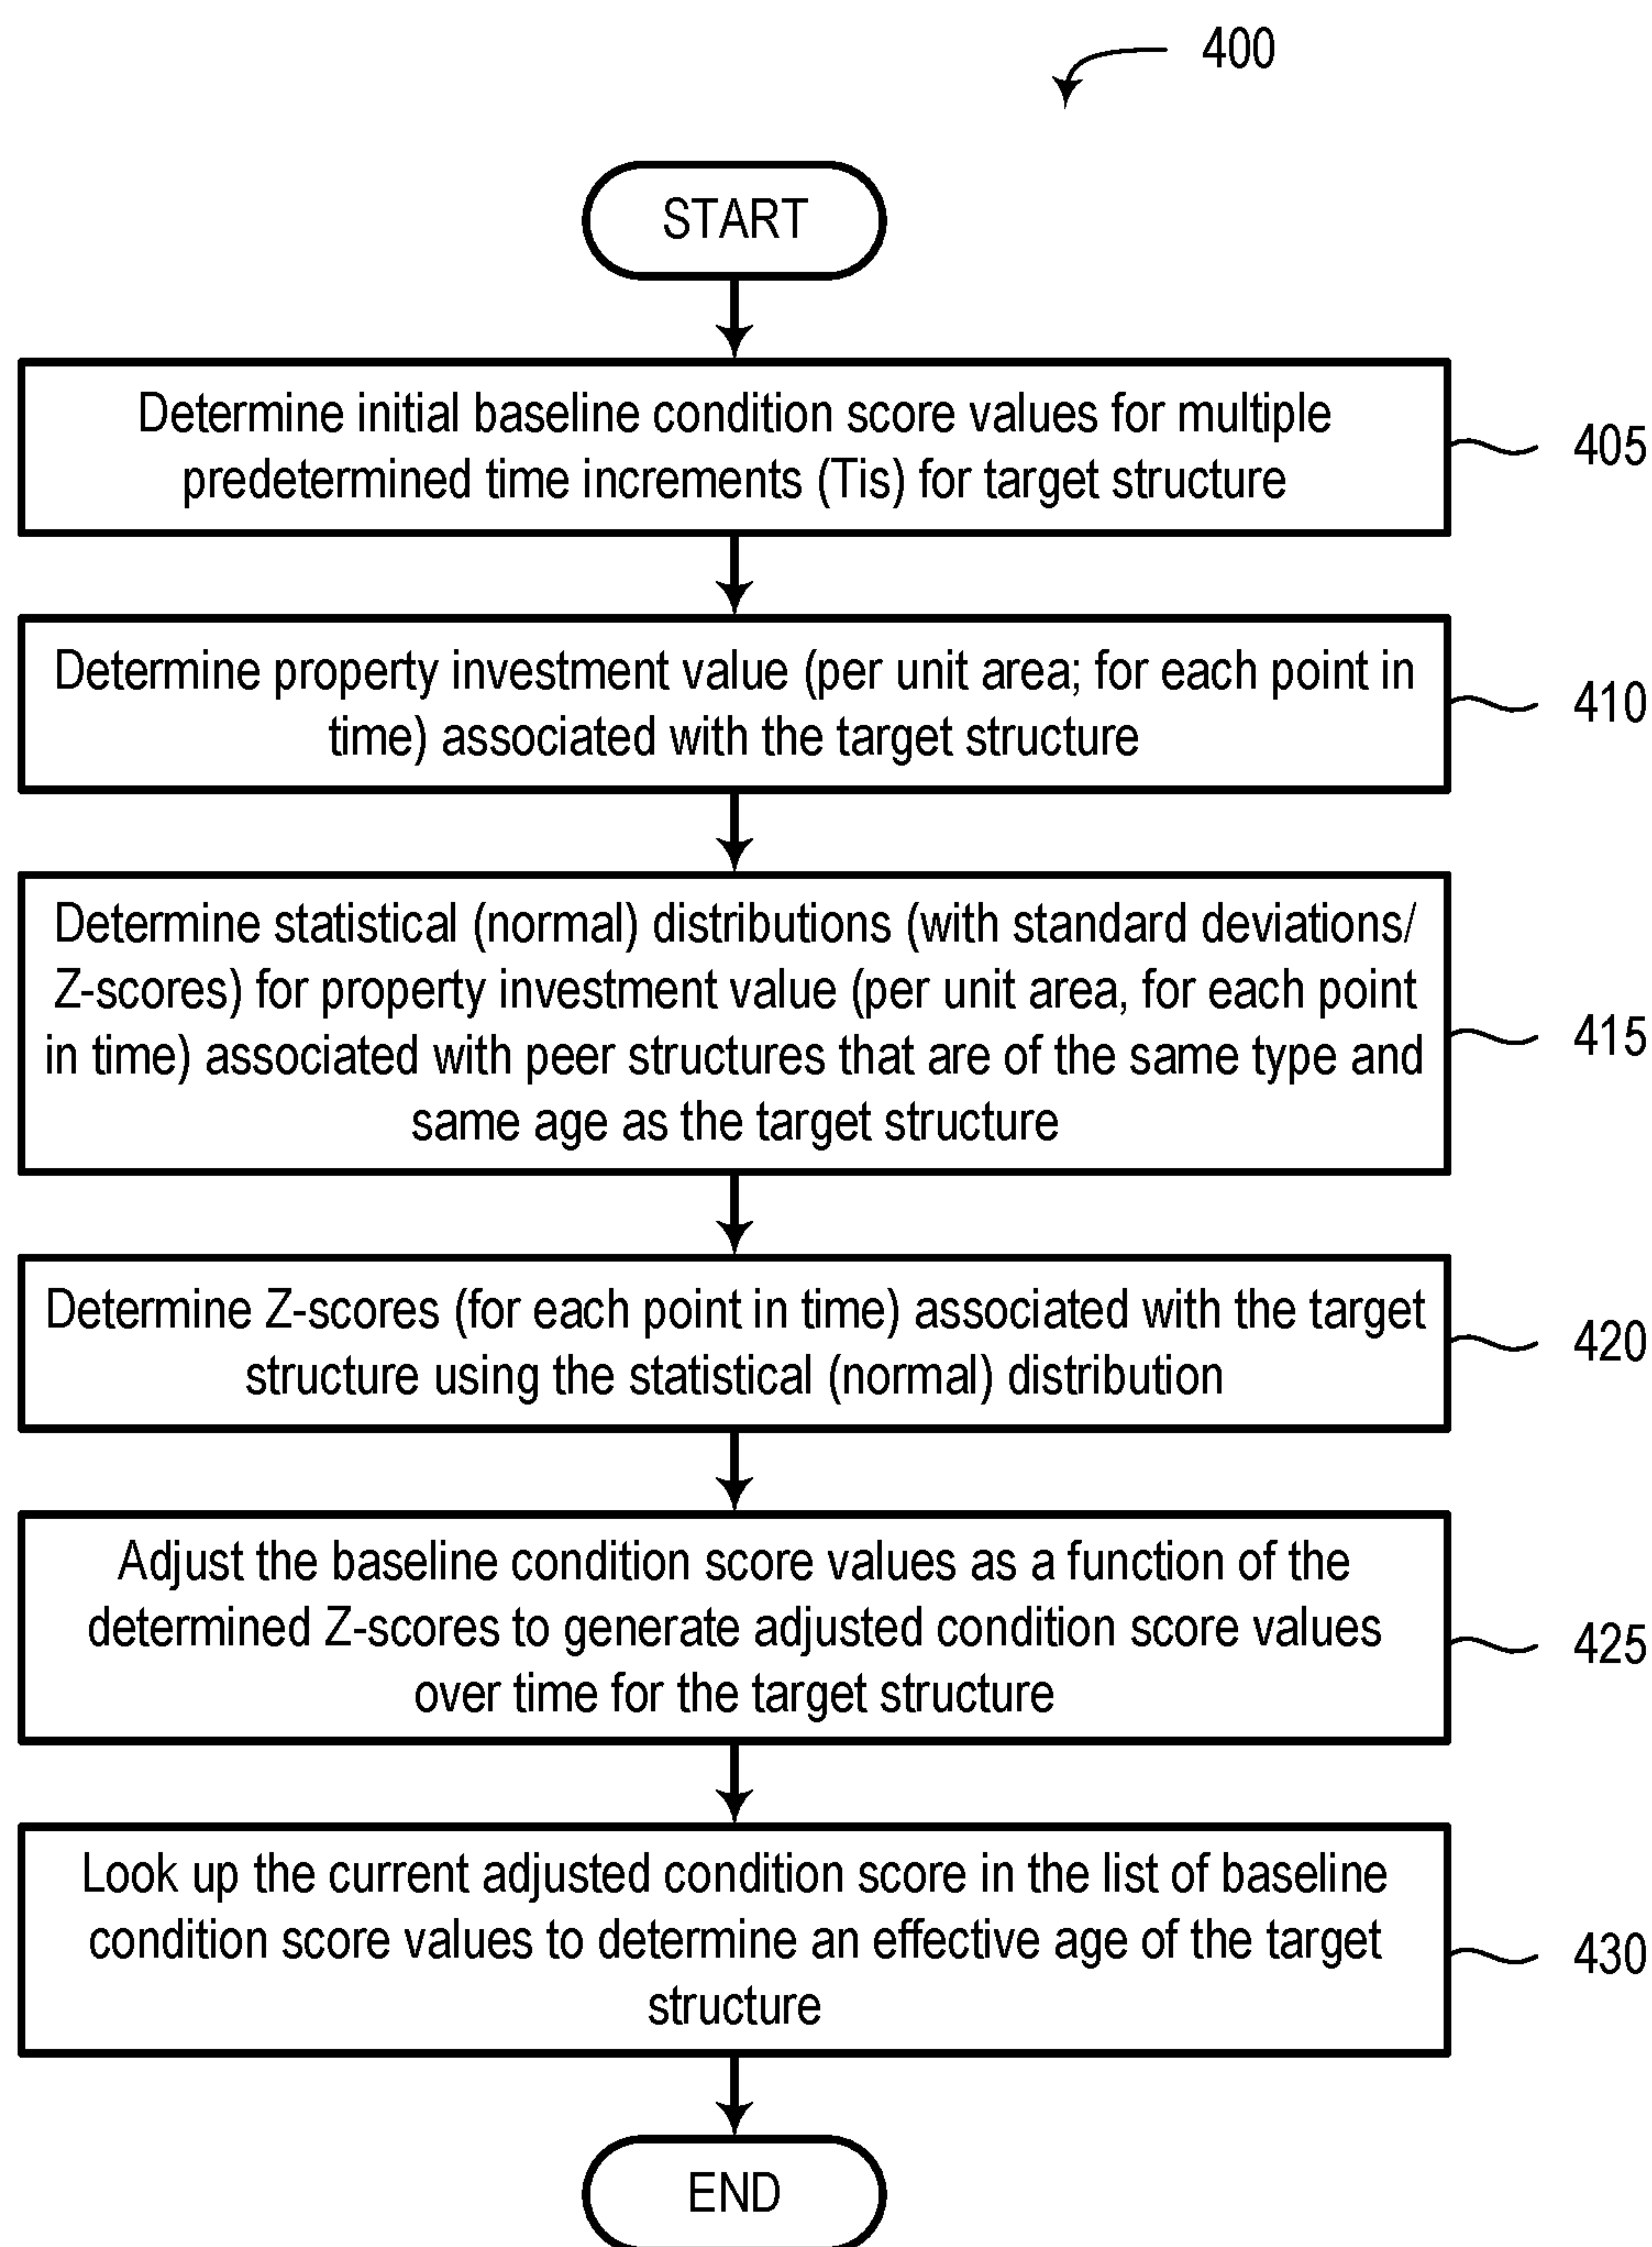 400
START
Determine initial baseline condition score values for multiple
predetermined time increments (Tis) for target structure
405
Determine property investment value (per unit area; for each point in
time) associated with the target structure
410
Determine statistical (normal) distributions (with standard deviations/
Z-scores) for property investment value (per unit area, for each point
in time) associated with peer structures that are of the same type and
same age as the target structure
415
Determine Z-scores (for each point in time) associated with the target
structure using the statistical (normal) distribution
420
Adjust the baseline condition score values as a function of the
determined Z-scores to generate adjusted condition score values
over time for the target structure
425
Look up the current adjusted condition score in the list of baseline
condition score values to determine an effective age of the target
structure
430
END